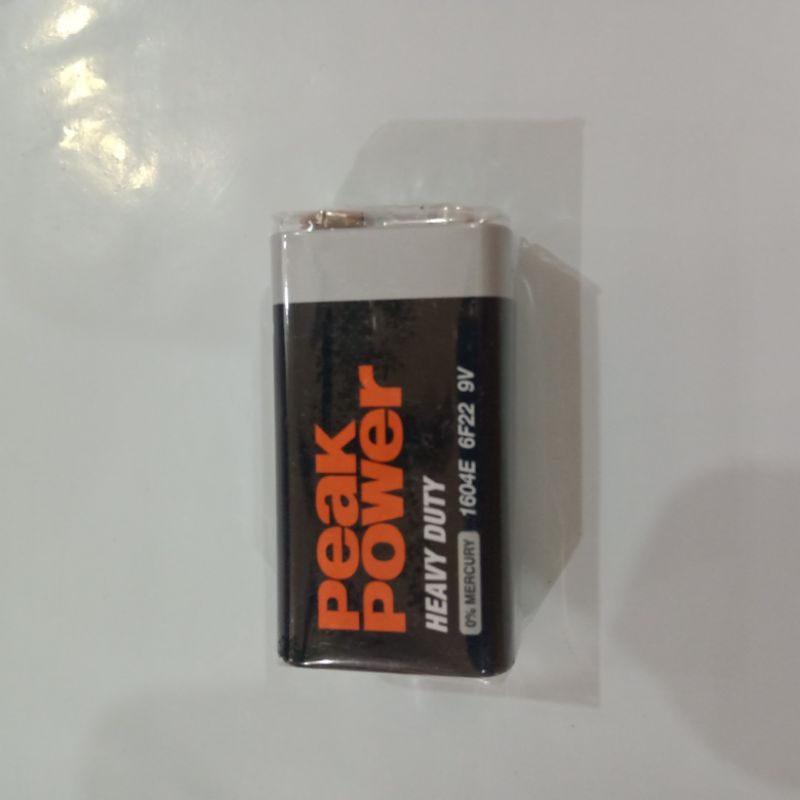 Peak
Power
HEAVY DUTY
0% MERCURY 1604E 6F22 9V